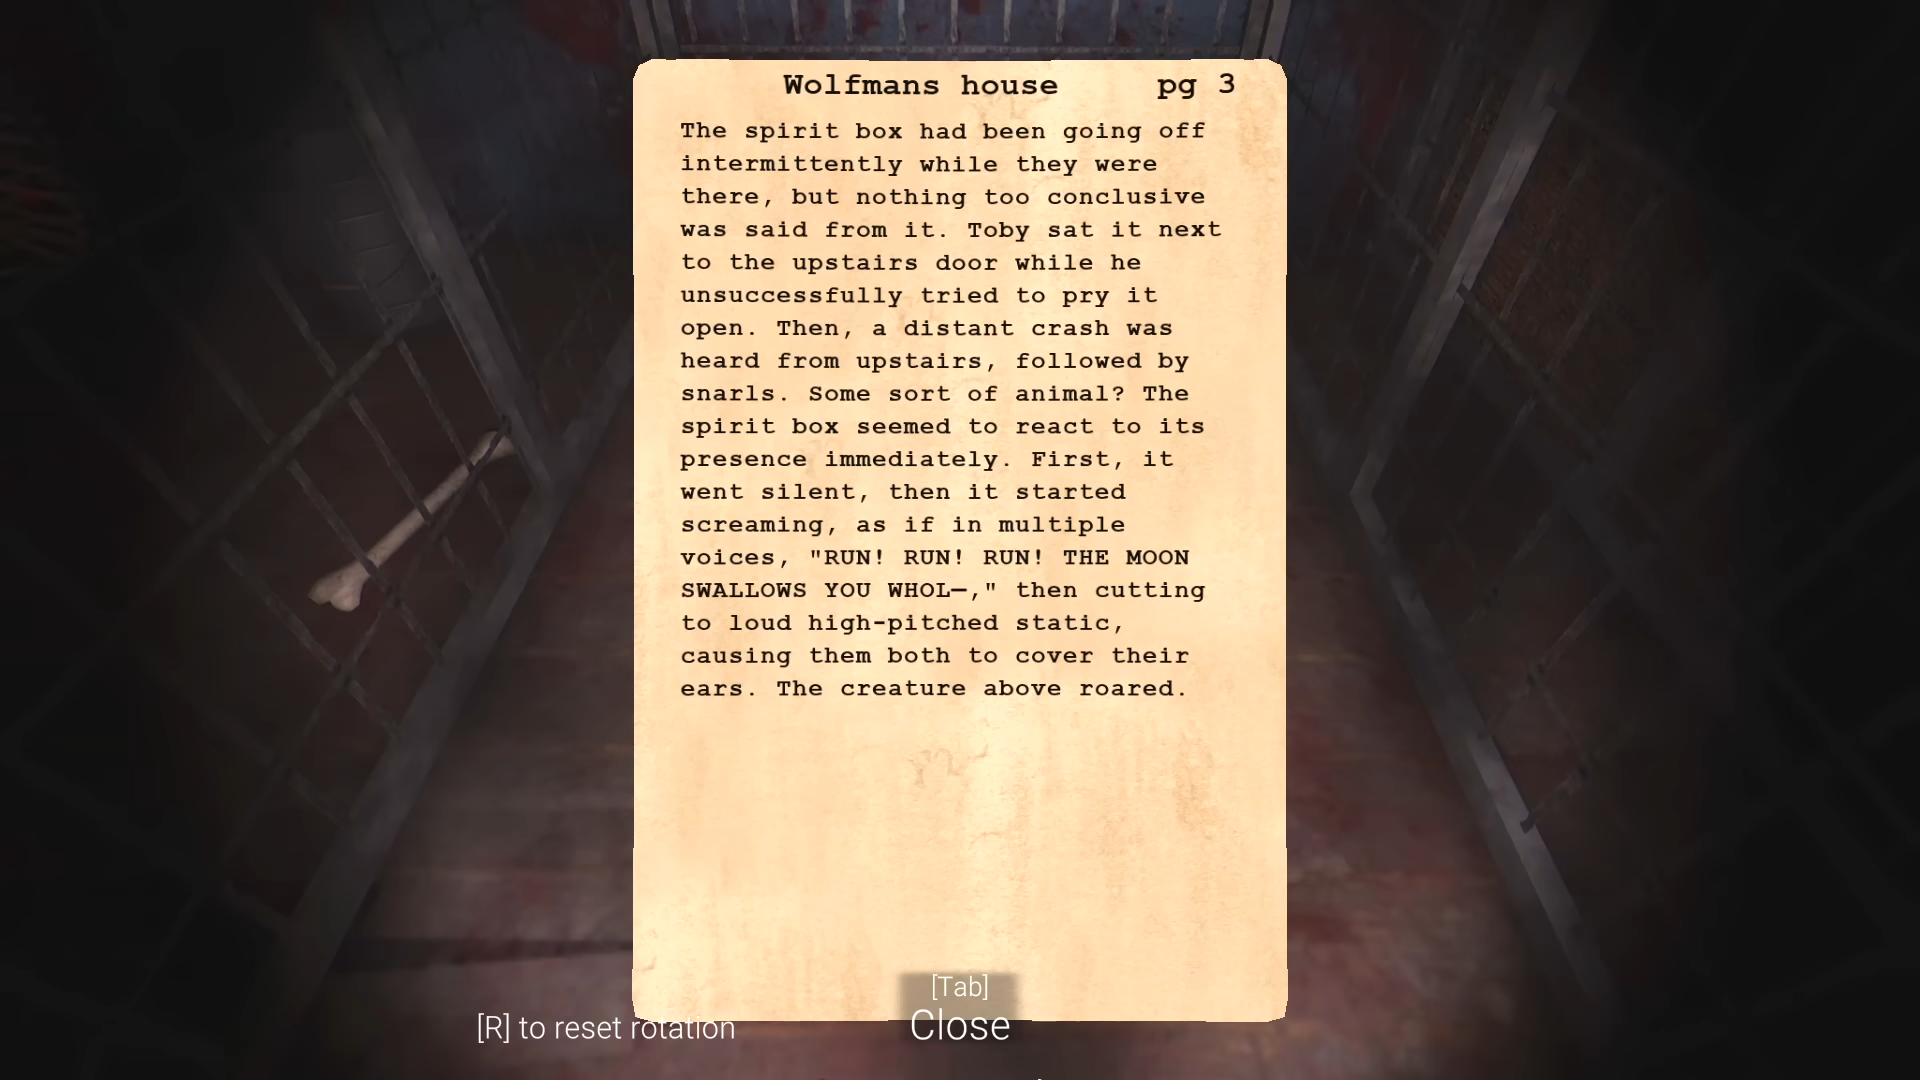 Wolfmans house pg 3
The spirit box had been going off
intermittently while they were
there, but nothing too conclusive
was said from it. Toby sat it next
to the upstairs door while he
unsuccessfully tried to pry it
open. Then, a distant crash was
heard from upstairs, followed by
snarls. Some sort of animal? The
spirit box seemed to react to its
presence immediately. First, it
went silent, then it started
screaming, as if in multiple
voices, "RUN! RUN! RUN! THE MOON
SWALLOWS YOU WHOL—," then cutting
to loud high-pitched static,
causing them both to cover their
ears. The creature above roared.
[Tab]
Close
[R] to reset rotation